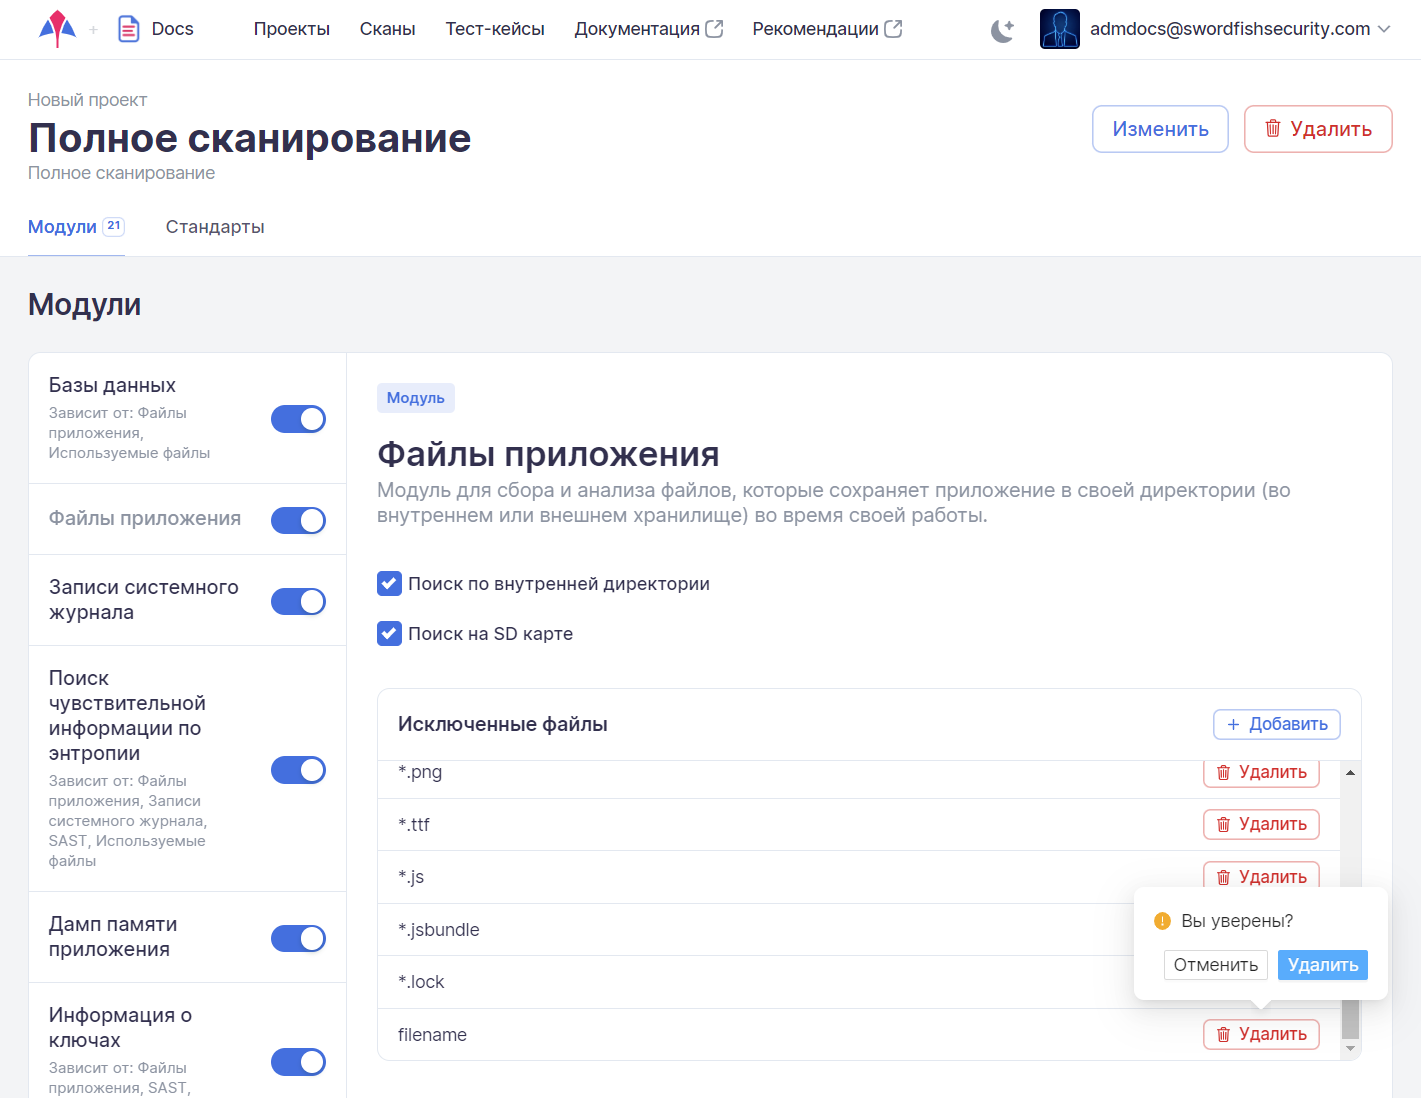 Docs
Проекты
Сканы
Тест-кейсы
Документация
Рекомендации
admdocs@swordfishsecurity.com
Новый проект
Полное сканирование
Полное сканирование
Изменить
Удалить
Модули 21
Стандарты
Модули
Базы данных
Зависит от: Файлы
приложения,
Используемые файлы
Файлы приложения
Записи системного
журнала
Поиск
чувствительной
информации по
энтропии
Зависит от: Файлы
приложения, Записи
системного журнала,
SAST, Используемые
файлы
Дамп памяти
приложения
Информация о
ключах
Зависит от: Файлы
приложения, SAST,
Модуль
Файлы приложения
Модуль для сбора и анализа файлов, которые сохраняет приложение в своей директории (во
внутреннем или внешнем хранилище) во время своей работы.
Поиск по внутренней директории
Поиск на SD карте
Исключенные файлы
+ Добавить
*.png
Удалить
*.ttf
Удалить
*.js
Удалить
*.jsbundle
*.lock
Вы уверены?
Отменить
Удалить
filename
Удалить